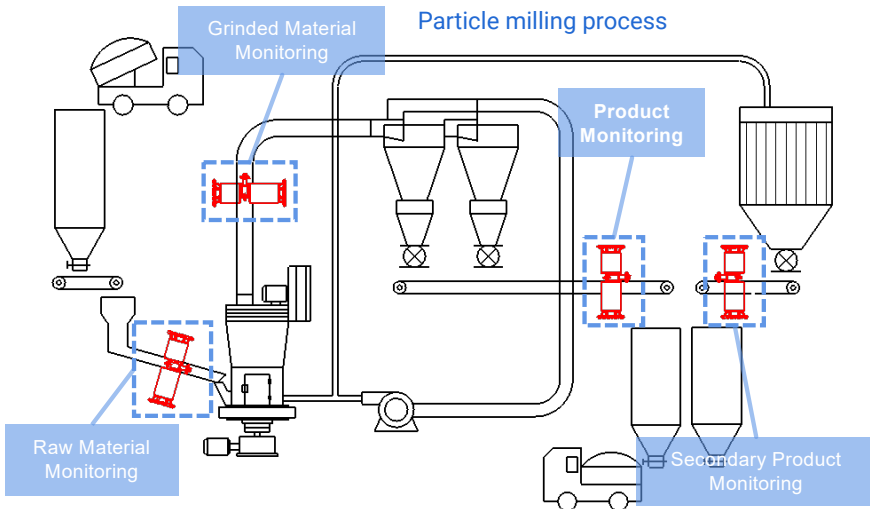 Particle milling process
Grinded Material
Monitoring
Product
Monitoring
Raw Material
Monitoring
Secondary Product
Monitoring